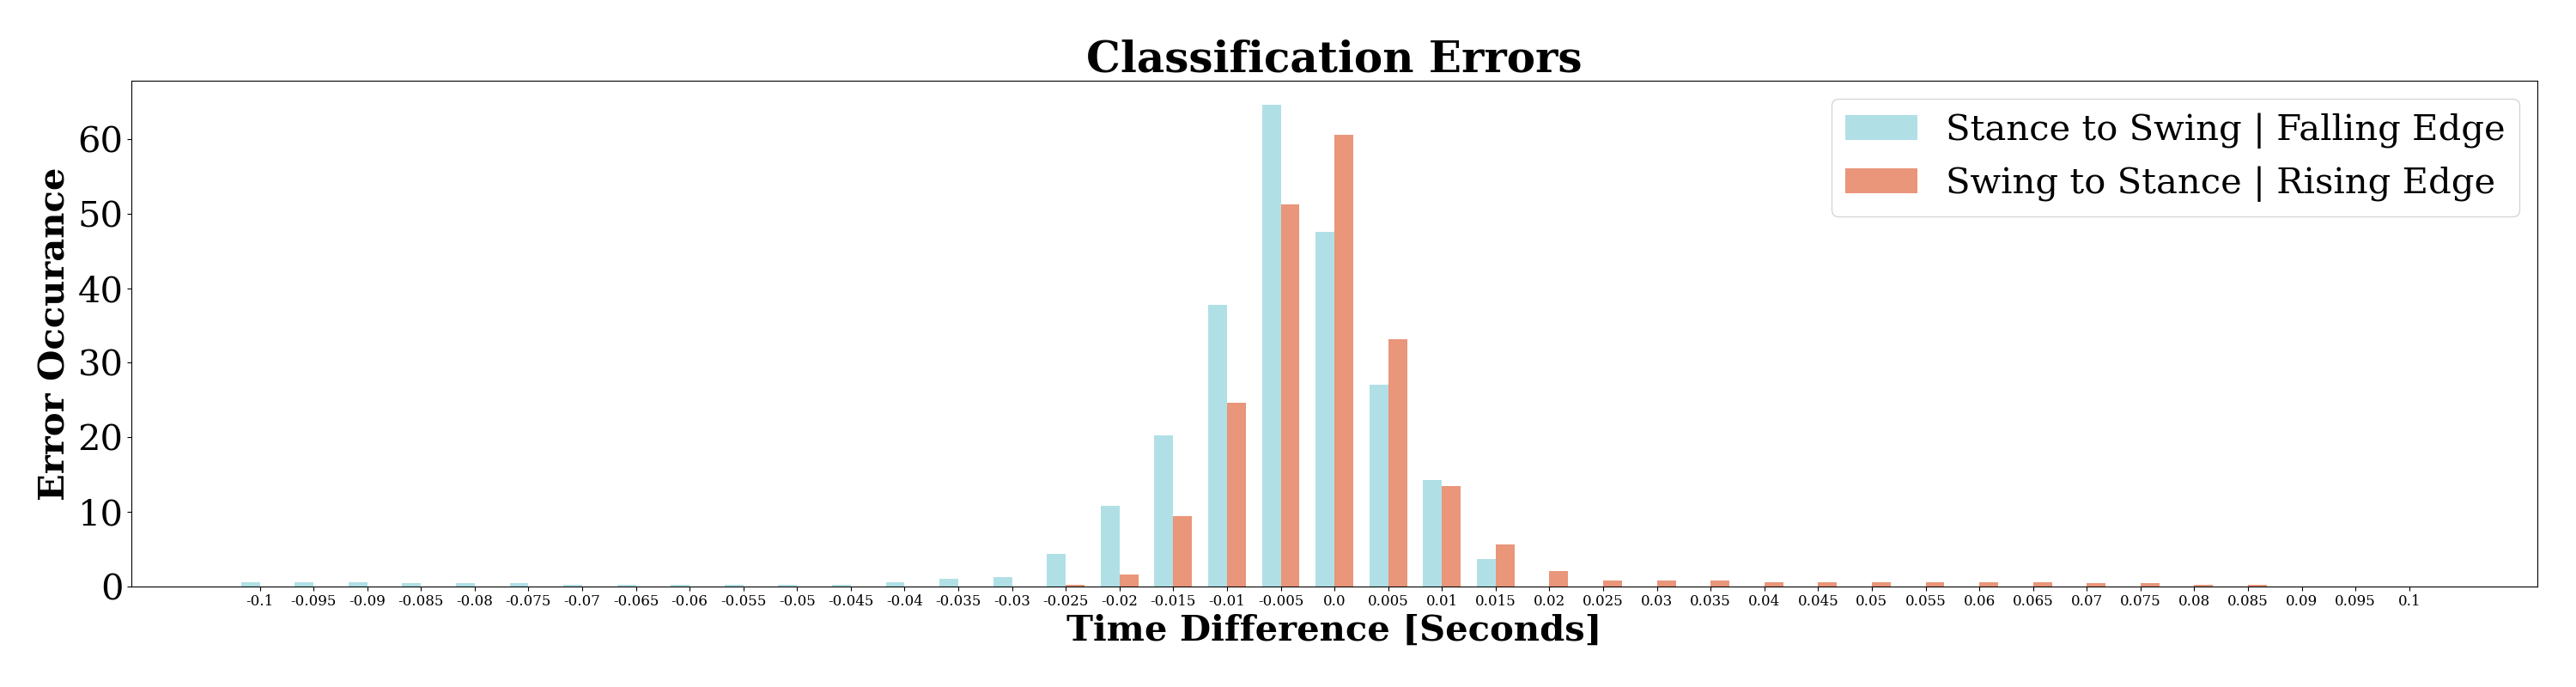 Classification Errors
Stance to Swing | Falling Edge
Swing to Stance | Rising Edge
Error Occurance
60
50
40
30
20
10
0
-0.1 -0.095 -0.09 -0.085 -0.08 -0.075 -0.07 -0.065 -0.06 -0.055 -0.05 -0.045 -0.04 -0.035 -0.03 -0.025 -0.02 -0.015 -0.01 -0.005 0.0 0.005 0.01 0.015 0.02 0.025 0.03 0.035 0.04 0.045 0.05 0.055 0.06 0.065 0.07 0.075 0.08 0.085 0.09 0.095 0.1
Time Difference [Seconds]